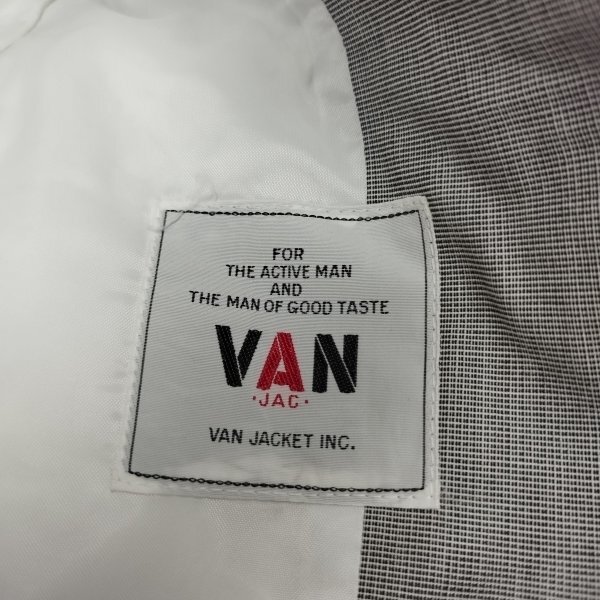 FOR
THE ACTIVE MAN
AND
THE MAN OF GOOD TASTE
VAN
·JAC·
VAN JACKET INC.